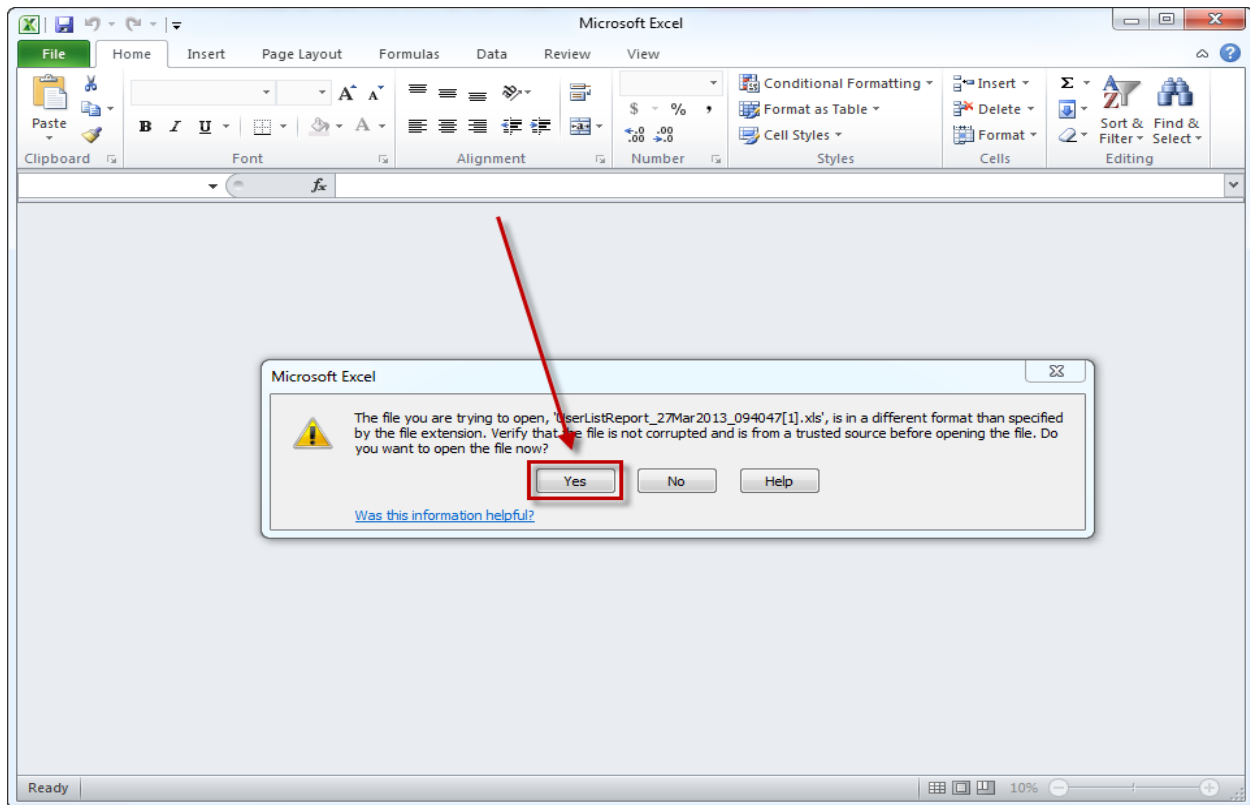 Microsoft Excel
File Home Insert Page Layout Formulas Data Review View
Conditional Formatting Insert Σ
$ % , Format as Table Delete
Paste B I U A .00 .0 Cell Styles Format Sort & Filter Find & Select
Clipboard Font Alignment Number Styles Cells Editing
fx
Microsoft Excel
The file you are trying to open, 'UserListReport_27Mar2013_094047[1].xls', is in a different format than specified
by the file extension. Verify that the file is not corrupted and is from a trusted source before opening the file. Do
you want to open the file now?
Yes No Help
Was this information helpful?
Ready 10%